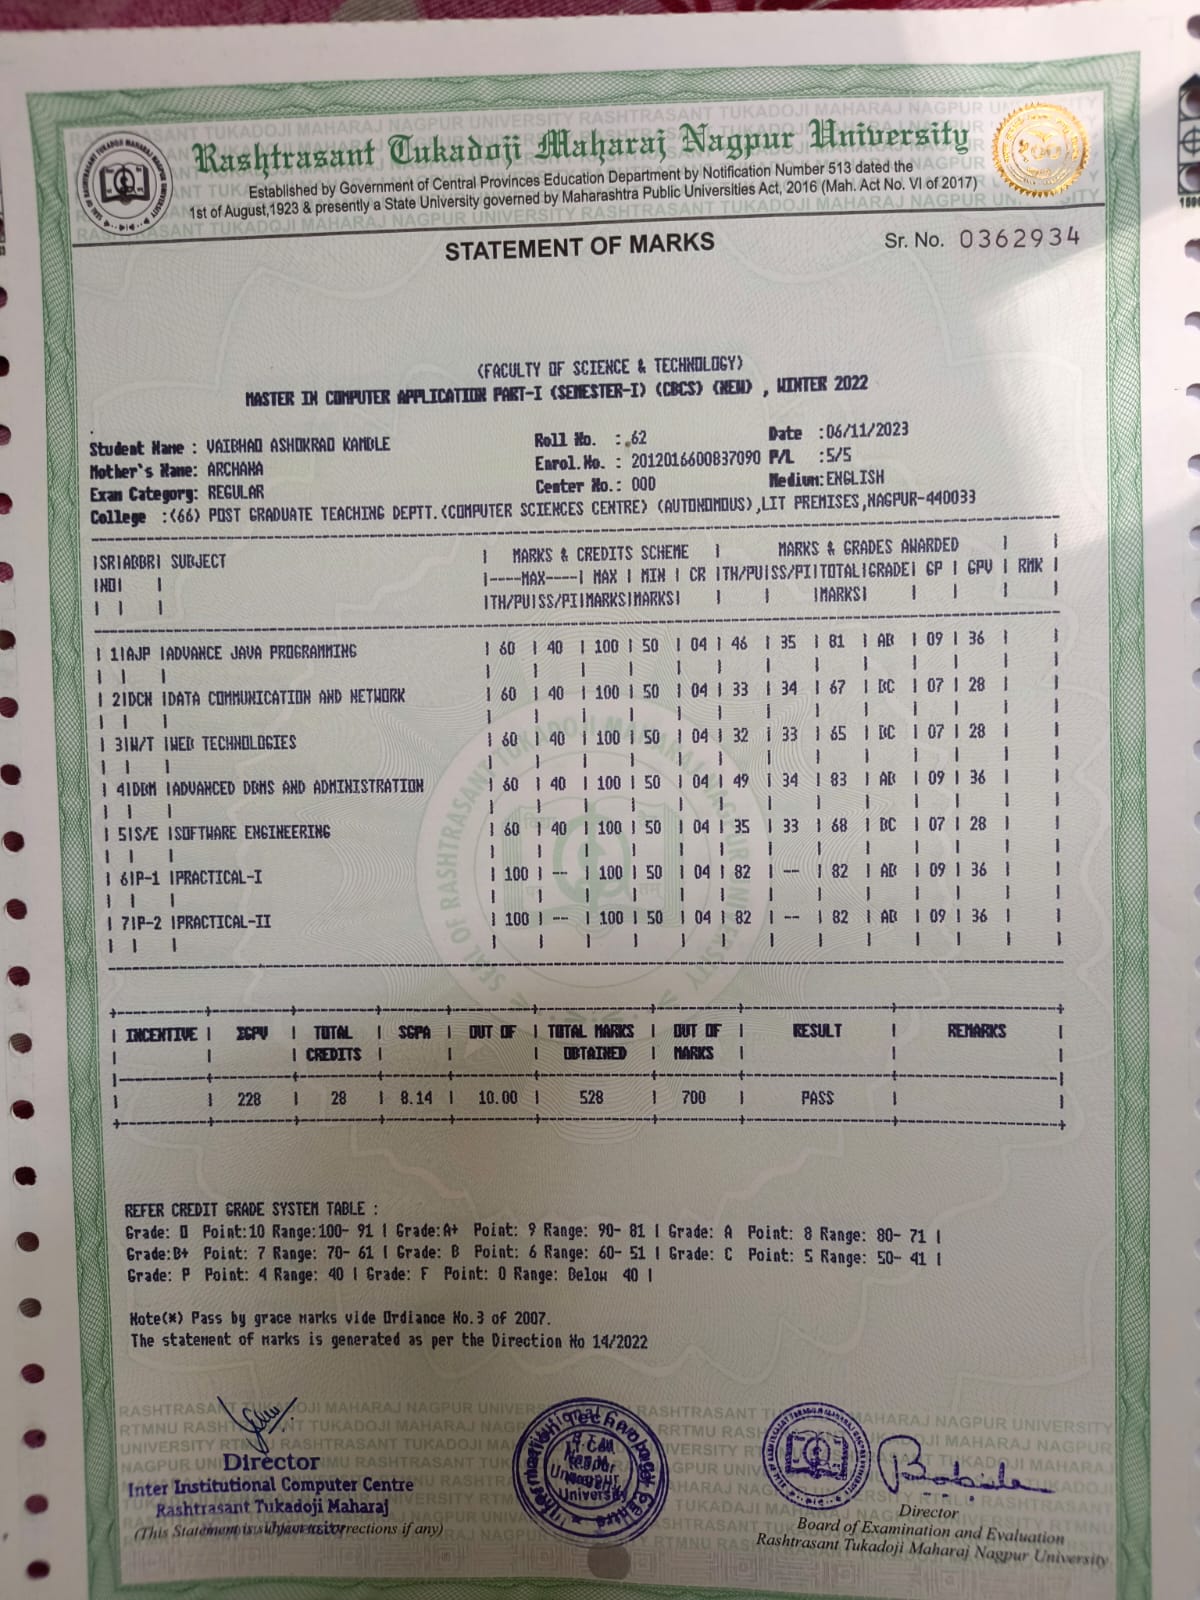 Rashtrasant Tukadoji Maharaj Nagpur University
Established by Government of Central Provinces Education Department by Notification Number 513 dated the
1st of August,1923 & presently a State University governed by Maharashtra Public Universities Act, 2016 (Mah. Act No. VI of 2017)
STATEMENT OF MARKS
Sr. No. 0362934
(FACULTY OF SCIENCE & TECHNOLOGY)
MASTER IN COMPUTER APPLICATION PART-I (SEMESTER-I) (CBCS) (NEW) , WINTER 2022
Student Name : VAIBHAO ASHOKRAO KAMBLE Roll No. : 62 Date :06/11/2023
Mother's Name: ARCHANA Enrol.No. : 2012016600837090 P/L :5/5
Exam Category: REGULAR Center No.: 000 Medium:ENGLISH
College :(66) POST GRADUATE TEACHING DEPTT.(COMPUTER SCIENCES CENTRE) (AUTONOMOUS),LIT PREMISES,NAGPUR-440033
|SR|ABBR| SUBJECT | MARKS & CREDITS SCHEME | MARKS & GRADES AWARDED | |
|NO| | |----MAX----| MAX | MIN | CR |TH/PU|SS/PI|TOTAL|GRADE| GP | GPV | RMK |
| | | |TH/PU|SS/PI|MARKS|MARKS| | | |MARKS| | | | |
| 1|AJP |ADVANCE JAVA PROGRAMMING | 60 | 40 | 100 | 50 | 04 | 46 | 35 | 81 | AB | 09 | 36 | |
| 2|DCN |DATA COMMUNICATION AND NETWORK | 60 | 40 | 100 | 50 | 04 | 33 | 34 | 67 | BC | 07 | 28 | |
| 3|W/T |WEB TECHNOLOGIES | 60 | 40 | 100 | 50 | 04 | 32 | 33 | 65 | BC | 07 | 28 | |
| 4|DBM |ADVANCED DBMS AND ADMINISTRATION | 60 | 40 | 100 | 50 | 04 | 49 | 34 | 83 | AB | 09 | 36 | |
| 5|S/E |SOFTWARE ENGINEERING | 60 | 40 | 100 | 50 | 04 | 35 | 33 | 68 | BC | 07 | 28 | |
| 6|P-1 |PRACTICAL-I | 100 | -- | 100 | 50 | 04 | 82 | -- | 82 | AB | 09 | 36 | |
| 7|P-2 |PRACTICAL-II | 100 | -- | 100 | 50 | 04 | 82 | -- | 82 | AB | 09 | 36 | |
| INCENTIVE | ΣGPV | TOTAL | SGPA | OUT OF | TOTAL MARKS | OUT OF | RESULT | REMARKS |
| | | CREDITS | | | OBTAINED | MARKS | | |
| | 228 | 28 | 8.14 | 10.00 | 528 | 700 | PASS | |
REFER CREDIT GRADE SYSTEM TABLE :
Grade: O Point:10 Range:100- 91 | Grade:A+ Point: 9 Range: 90- 81 | Grade: A Point: 8 Range: 80- 71 |
Grade:B+ Point: 7 Range: 70- 61 | Grade: B Point: 6 Range: 60- 51 | Grade: C Point: 5 Range: 50- 41 |
Grade: P Point: 4 Range: 40 | Grade: F Point: 0 Range: Below 40 |
Note(*) Pass by grace marks vide Ordiance No.3 of 2007.
The statement of marks is generated as per the Direction No 14/2022
Director
Inter Institutional Computer Centre
Rashtrasant Tukadoji Maharaj
(This Statement is subject to corrections if any)
Director
Board of Examination and Evaluation
Rashtrasant Tukadoji Maharaj Nagpur University